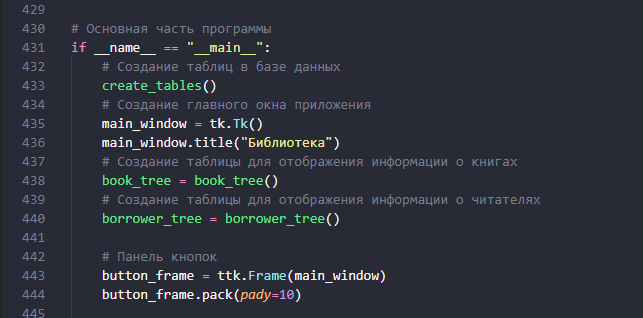 429
430 # Основная часть программы
431 if __name__ == "__main__":
432     # Создание таблиц в базе данных
433     create_tables()
434     # Создание главного окна приложения
435     main_window = tk.Tk()
436     main_window.title("Библиотека")
437     # Создание таблицы для отображения информации о книгах
438     book_tree = book_tree()
439     # Создание таблицы для отображения информации о читателях
440     borrower_tree = borrower_tree()
441
442     # Панель кнопок
443     button_frame = ttk.Frame(main_window)
444     button_frame.pack(pady=10)
445